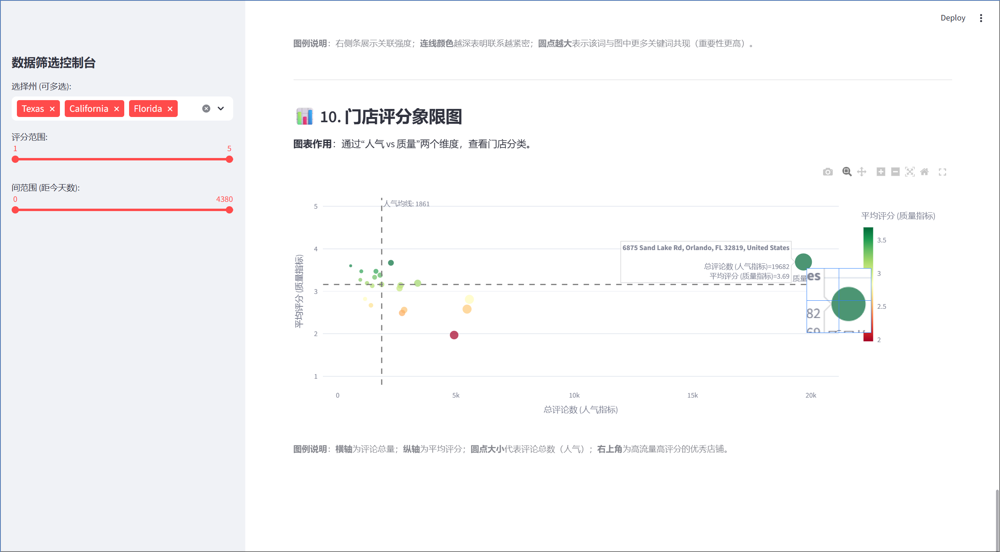 Deploy
图例说明：右侧条展示关联强度；连线颜色越深表明联系越紧密；圆点越大表示该词与图中更多关键词共现（重要性更高）。
数据筛选控制台
选择州 (可多选):
Texas
California
Florida
评分范围:
1
5
间范围 (距今天数):
0
4380
10. 门店评分象限图
图表作用：通过“人气 vs 质量”两个维度，查看门店分类。
人气均线: 1861
5
4
3
2
1
平均评分 (质量指标)
6875 Sand Lake Rd, Orlando, FL 32819, United States
总评论数 (人气指标)=19682
平均评分 (质量指标)=3.69
质量
es
82
69
平均评分 (质量指标)
3.5
3
2.5
2
0
5k
10k
15k
20k
总评论数 (人气指标)
图例说明：横轴为评论总量；纵轴为平均评分；圆点大小代表评论总数（人气）；右上角为高流量高评分的优秀店铺。